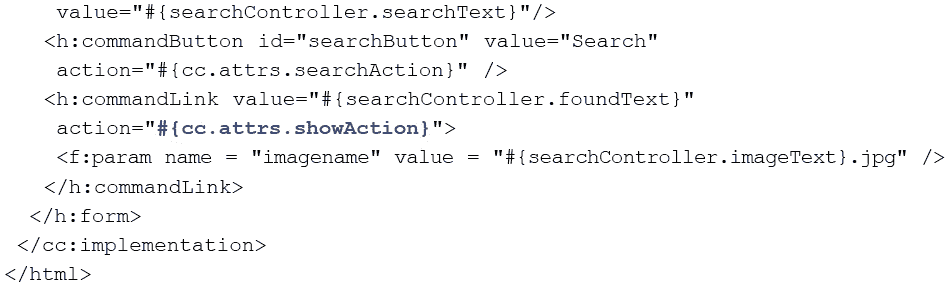 value="#{searchController.searchText}"/>
<h:commandButton id="searchButton" value="Search"
action="#{cc.attrs.searchAction}" />
<h:commandLink value="#{searchController.foundText}"
action="#{cc.attrs.showAction}">
<f:param name = "imagename" value = "#{searchController.imageText}.jpg" />
</h:commandLink>
</h:form>
</cc:implementation>
</html>